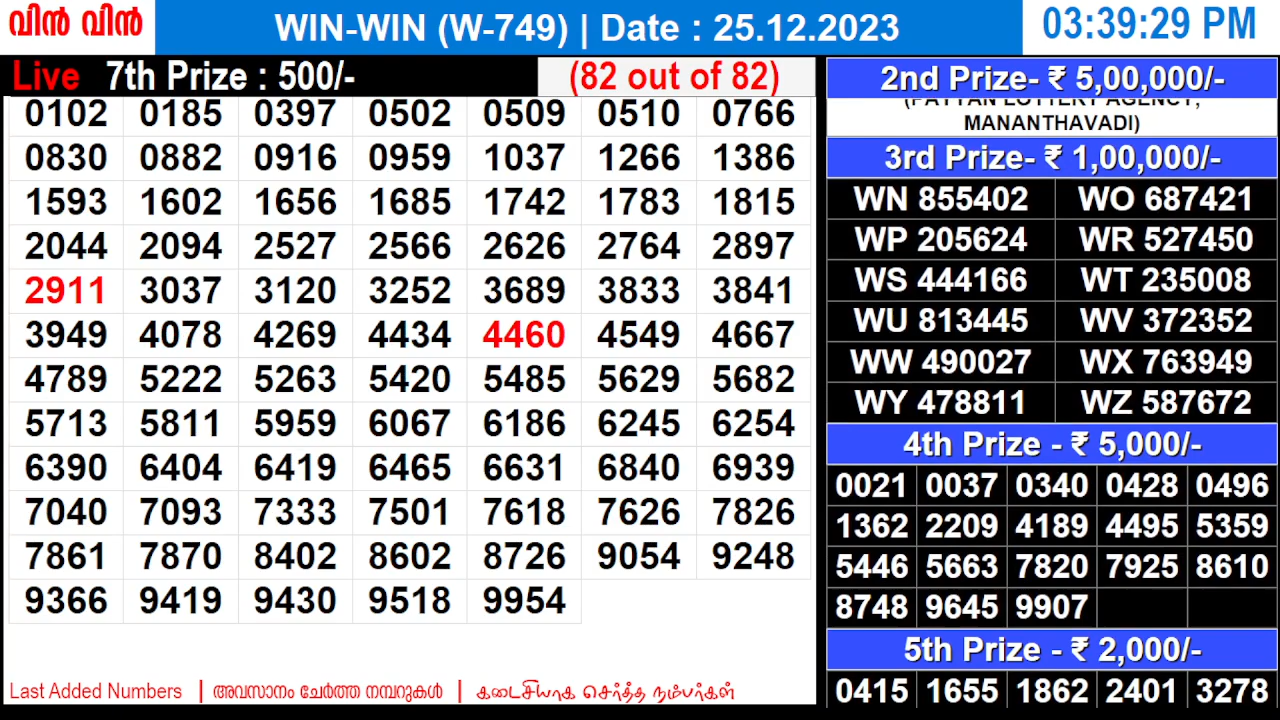 വിൻ വിൻ
WIN-WIN (W-749) | Date : 25.12.2023
03:39:29 PM
Live 7th Prize : 500/-
(82 out of 82)
0102 0185 0397 0502 0509 0510 0766
0830 0882 0916 0959 1037 1266 1386
1593 1602 1656 1685 1742 1783 1815
2044 2094 2527 2566 2626 2764 2897
2911 3037 3120 3252 3689 3833 3841
3949 4078 4269 4434 4460 4549 4667
4789 5222 5263 5420 5485 5629 5682
5713 5811 5959 6067 6186 6245 6254
6390 6404 6419 6465 6631 6840 6939
7040 7093 7333 7501 7618 7626 7826
7861 7870 8402 8602 8726 9054 9248
9366 9419 9430 9518 9954
Last Added Numbers | അവസാനം ചേർത്ത നമ്പറുകൾ | கடைசியாக சேர்த்த நம்பர்கள்
2nd Prize- ₹ 5,00,000/-
(PATTAN LOTTERY AGENCY,
MANANTHAVADI)
3rd Prize- ₹ 1,00,000/-
WN 855402 WO 687421
WP 205624 WR 527450
WS 444166 WT 235008
WU 813445 WV 372352
WW 490027 WX 763949
WY 478811 WZ 587672
4th Prize - ₹ 5,000/-
0021 0037 0340 0428 0496
1362 2209 4189 4495 5359
5446 5663 7820 7925 8610
8748 9645 9907
5th Prize - ₹ 2,000/-
0415 1655 1862 2401 3278